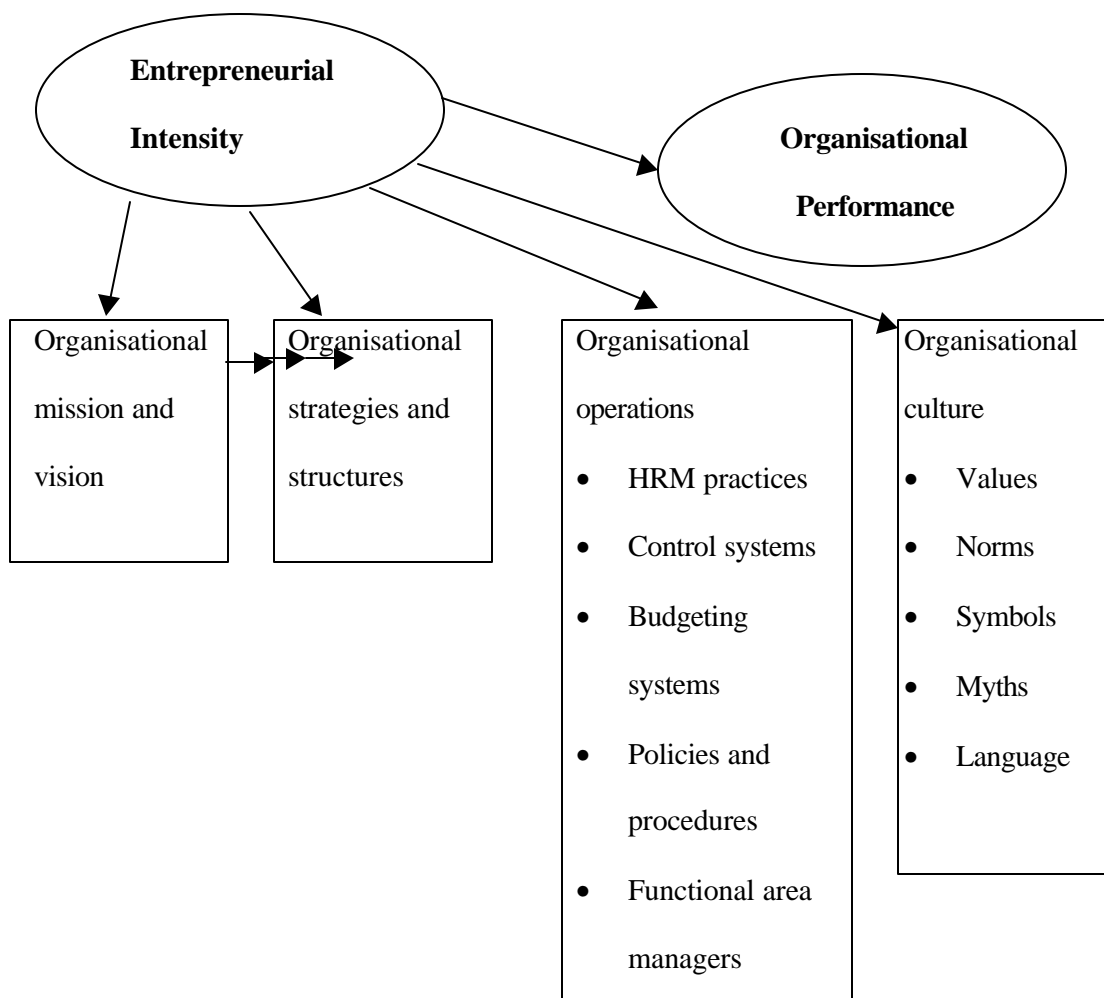 Entrepreneurial
Intensity
Organisational
Performance
Organisational
mission and
vision
Organisational
strategies and
structures
Organisational
operations
• HRM practices
• Control systems
• Budgeting
systems
• Policies and
procedures
• Functional area
managers
Organisational
culture
• Values
• Norms
• Symbols
• Myths
• Language